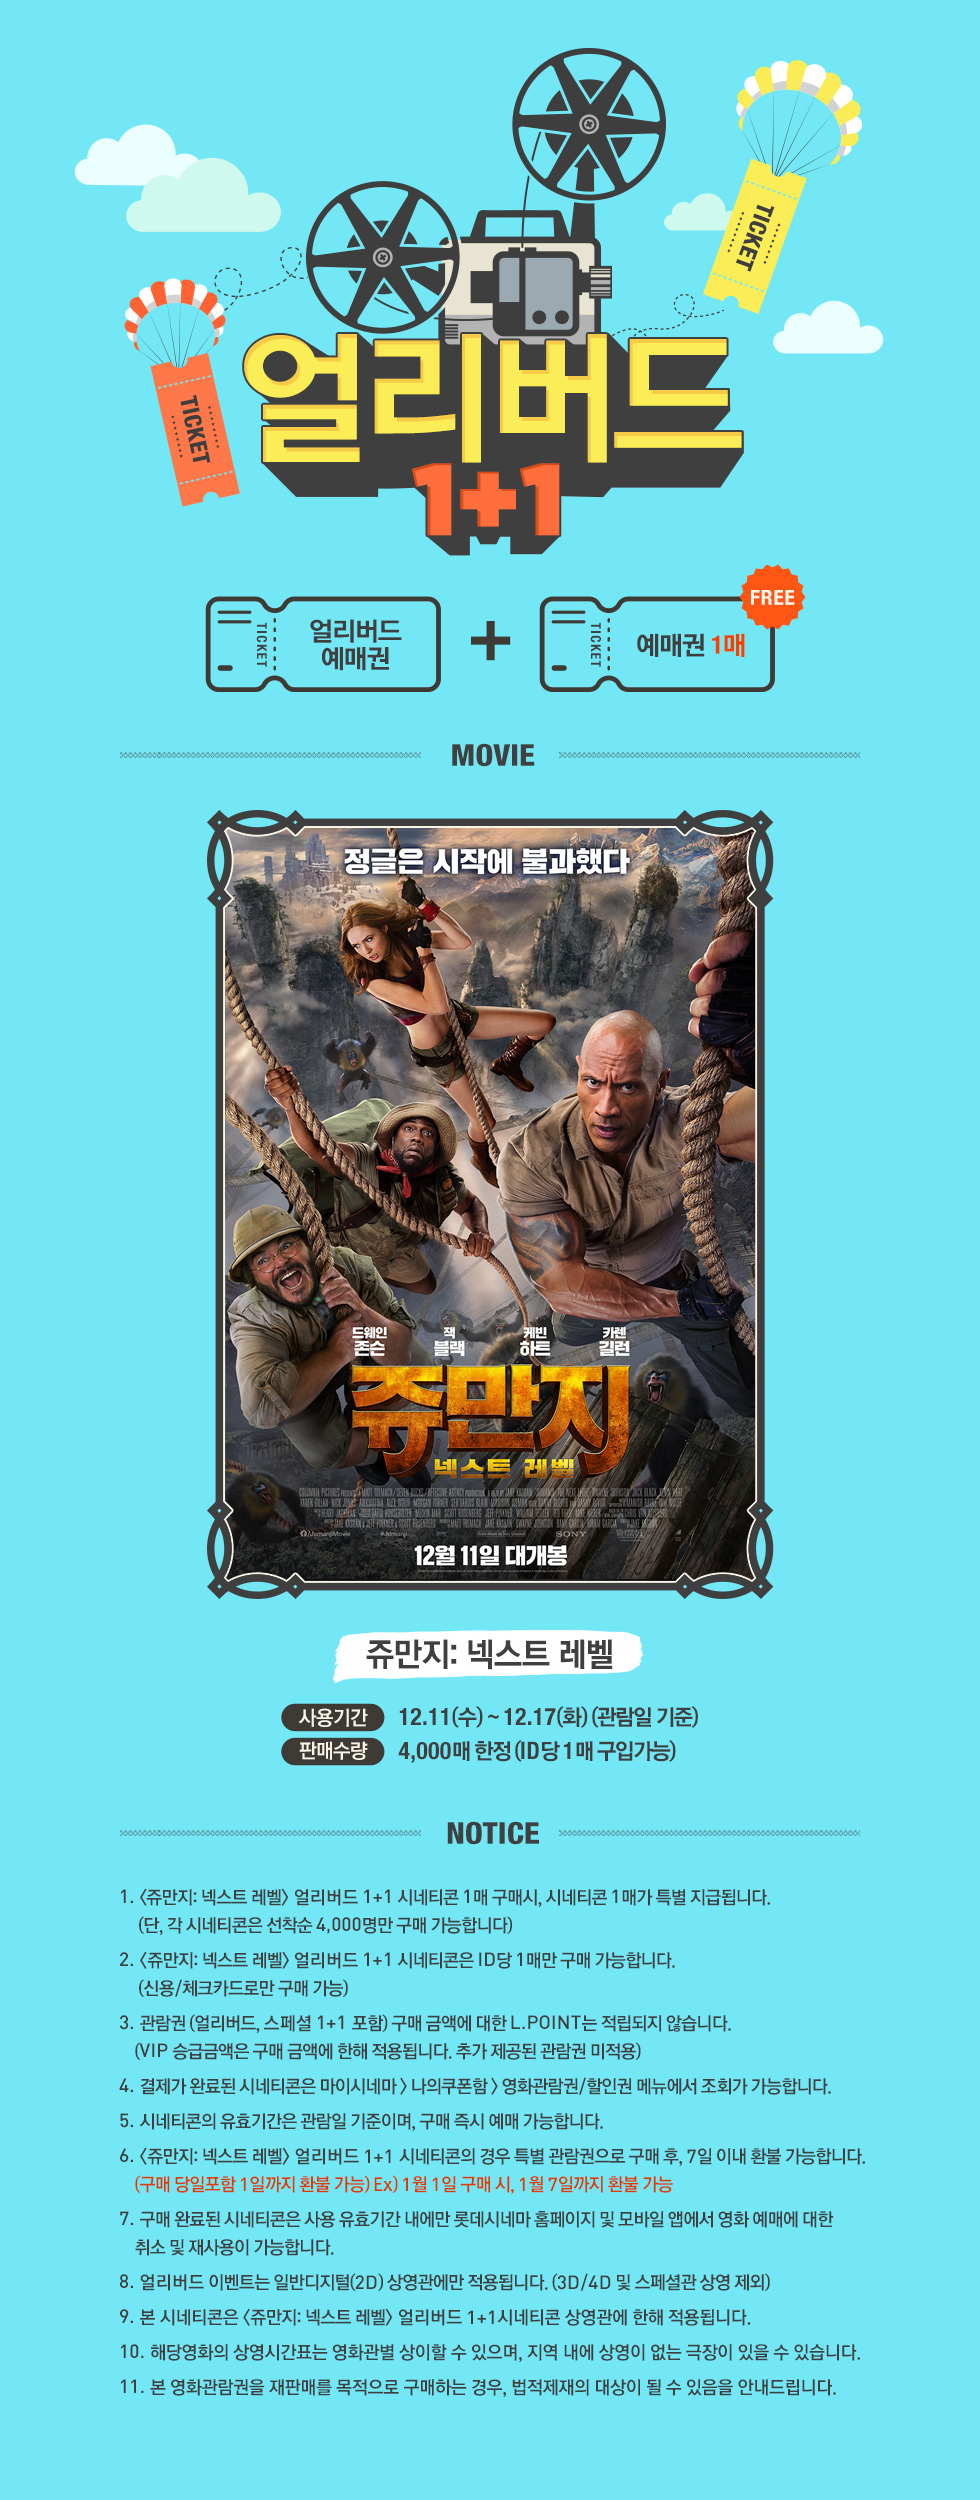 TICKET
TICKET
얼리버드
1+1
TICKET
얼리버드
예매권
+
TICKET
예매권 1매
FREE
MOVIE
정글은 시작에 불과했다
드웨인 존슨
잭 블랙
케빈 하트
카렌 길런
쥬만지
넥스트 레벨
SONY
12월 11일 대개봉
쥬만지: 넥스트 레벨
사용기간 12.11(수) ~ 12.17(화) (관람일 기준)
판매수량 4,000매 한정 (ID당 1매 구입가능)
NOTICE
1. 〈쥬만지: 넥스트 레벨〉 얼리버드 1+1 시네티콘 1매 구매시, 시네티콘 1매가 특별 지급됩니다.
(단, 각 시네티콘은 선착순 4,000명만 구매 가능합니다)
2. 〈쥬만지: 넥스트 레벨〉 얼리버드 1+1 시네티콘은 ID당 1매만 구매 가능합니다.
(신용/체크카드로만 구매 가능)
3. 관람권 (얼리버드, 스페셜 1+1 포함) 구매 금액에 대한 L.POINT는 적립되지 않습니다.
(VIP 승급금액은 구매 금액에 한해 적용됩니다. 추가 제공된 관람권 미적용)
4. 결제가 완료된 시네티콘은 마이시네마 〉 나의쿠폰함 〉 영화관람권/할인권 메뉴에서 조회가 가능합니다.
5. 시네티콘의 유효기간은 관람일 기준이며, 구매 즉시 예매 가능합니다.
6. 〈쥬만지: 넥스트 레벨〉 얼리버드 1+1 시네티콘의 경우 특별 관람권으로 구매 후, 7일 이내 환불 가능합니다.
(구매 당일포함 1일까지 환불 가능) Ex) 1월 1일 구매 시, 1월 7일까지 환불 가능
7. 구매 완료된 시네티콘은 사용 유효기간 내에만 롯데시네마 홈페이지 및 모바일 앱에서 영화 예매에 대한
취소 및 재사용이 가능합니다.
8. 얼리버드 이벤트는 일반디지털(2D) 상영관에만 적용됩니다. (3D/4D 및 스페셜관 상영 제외)
9. 본 시네티콘은 〈쥬만지: 넥스트 레벨〉 얼리버드 1+1시네티콘 상영관에 한해 적용됩니다.
10. 해당영화의 상영시간표는 영화관별 상이할 수 있으며, 지역 내에 상영이 없는 극장이 있을 수 있습니다.
11. 본 영화관람권을 재판매를 목적으로 구매하는 경우, 법적제재의 대상이 될 수 있음을 안내드립니다.